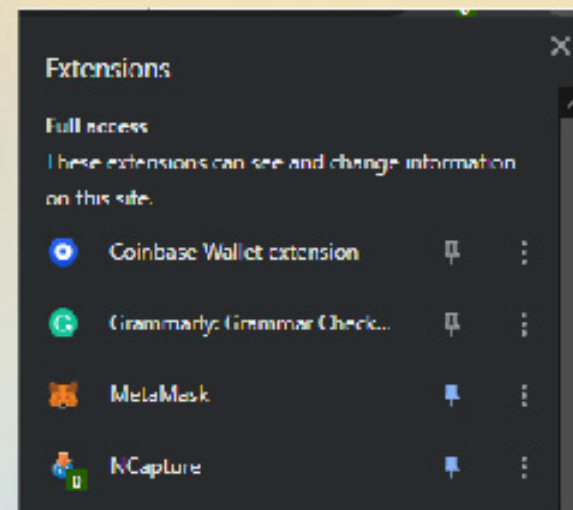 Extensions
Full access
These extensions can see and change information
on this site.
Coinbase Wallet extension
Grammarly: Grammar Check...
MetaMask
NCapture